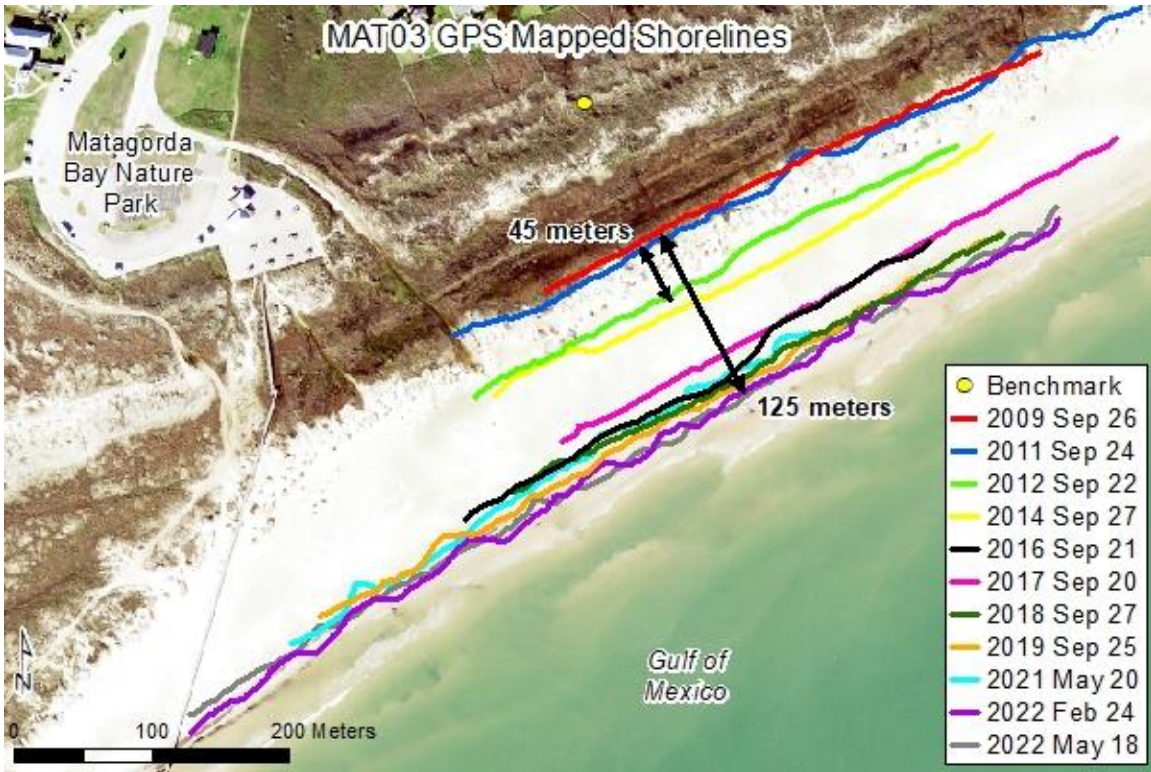 MAT03 GPS Mapped Shorelines
Matagorda
Bay Nature
Park
45 meters
125 meters
Benchmark
2009 Sep 26
2011 Sep 24
2012 Sep 22
2014 Sep 27
2016 Sep 21
2017 Sep 20
2018 Sep 27
2019 Sep 25
2021 May 20
2022 Feb 24
2022 May 18
Gulf of
Mexico
N
0 100 200 Meters